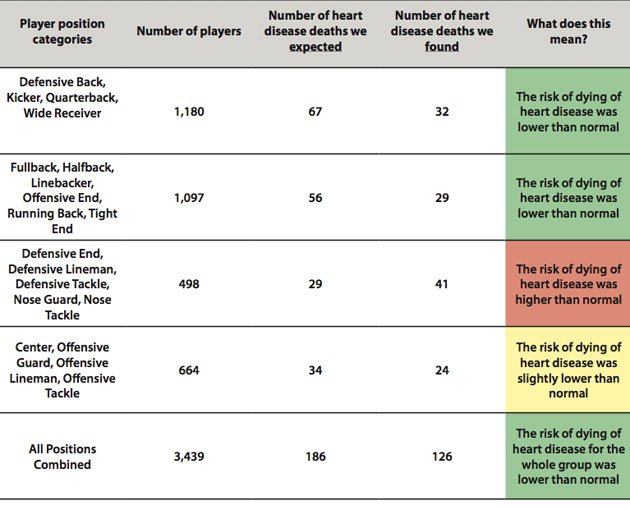 Player position
categories
Number of players
Number of heart
disease deaths we
expected
Number of heart
disease deaths we
found
What does this
mean?
Defensive Back,
Kicker, Quarterback,
Wide Receiver
1,180
67
32
The risk of dying of
heart disease was
lower than normal
Fullback, Halfback,
Linebacker,
Offensive End,
Running Back, Tight
End
1,097
56
29
The risk of dying of
heart disease was
lower than normal
Defensive End,
Defensive Lineman,
Defensive Tackle,
Nose Guard, Nose
Tackle
498
29
41
The risk of dying of
heart disease was
higher than normal
Center, Offensive
Guard, Offensive
Lineman, Offensive
Tackle
664
34
24
The risk of dying of
heart disease was
slightly lower than
normal
All Positions
Combined
3,439
186
126
The risk of dying of
heart disease for the
whole group was
lower than normal